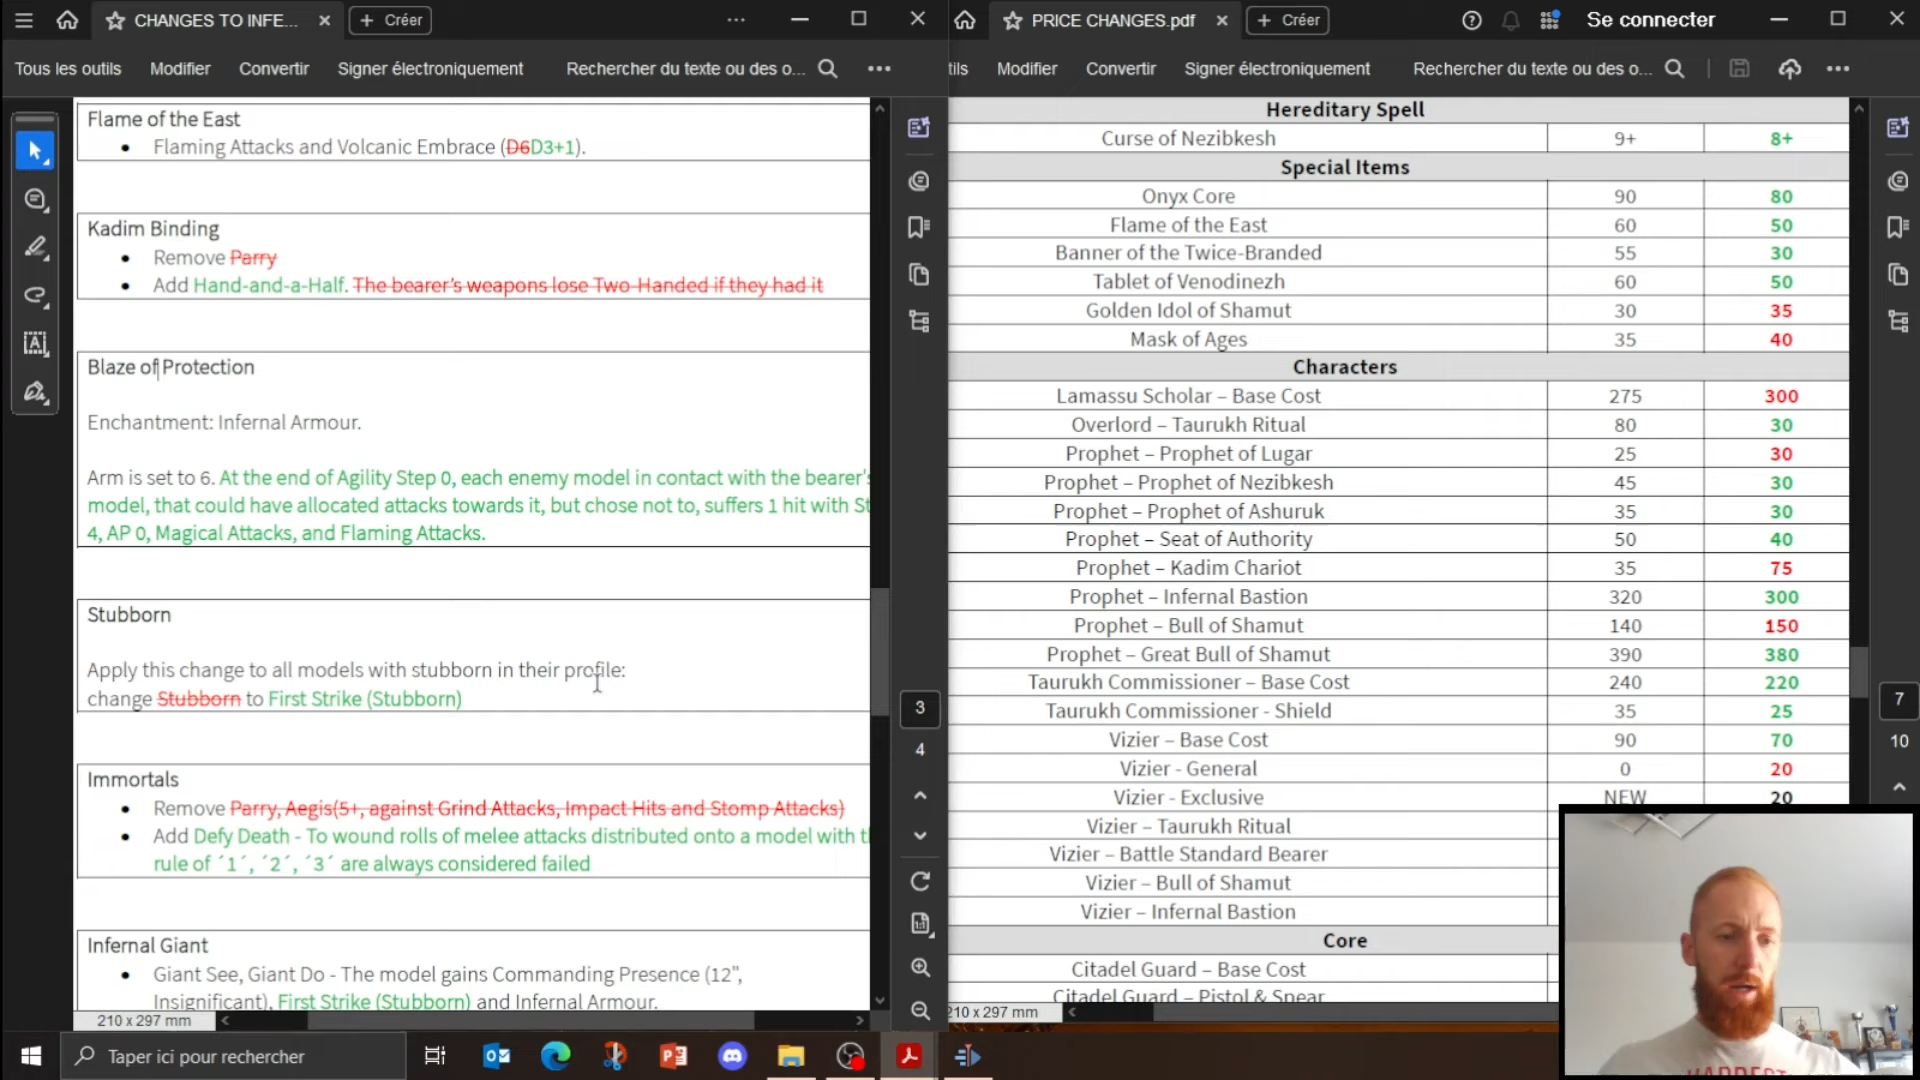 CHANGES TO INFE...
Créer
Tous les outils
Modifier
Convertir
Signer électroniquement
Rechercher du texte ou des o...
Flame of the East
• Flaming Attacks and Volcanic Embrace (D6D3+1).
Kadim Binding
• Remove Parry
• Add Hand-and-a-Half. The bearer's weapons lose Two-Handed if they had it
Blaze of Protection
Enchantment: Infernal Armour.
Arm is set to 6. At the end of Agility Step 0, each enemy model in contact with the bearer's
model, that could have allocated attacks towards it, but chose not to, suffers 1 hit with St
4, AP 0, Magical Attacks, and Flaming Attacks.
Stubborn
Apply this change to all models with stubborn in their profile:
change Stubborn to First Strike (Stubborn)
Immortals
• Remove Parry, Aegis(5+, against Grind Attacks, Impact Hits and Stomp Attacks)
• Add Defy Death - To wound rolls of melee attacks distributed onto a model with th
rule of ´1´, ´2´, ´3´ are always considered failed
Infernal Giant
• Giant See, Giant Do - The model gains Commanding Presence (12",
Insignificant), First Strike (Stubborn) and Infernal Armour.
210 x 297 mm
3
4
PRICE CHANGES.pdf
Créer
Se connecter
tils
Modifier
Convertir
Signer électroniquement
Rechercher du texte ou des o...
Hereditary Spell
Curse of Nezibkesh 9+ 8+
Special Items
Onyx Core 90 80
Flame of the East 60 50
Banner of the Twice-Branded 55 30
Tablet of Venodinezh 60 50
Golden Idol of Shamut 30 35
Mask of Ages 35 40
Characters
Lamassu Scholar – Base Cost 275 300
Overlord – Taurukh Ritual 80 30
Prophet – Prophet of Lugar 25 30
Prophet – Prophet of Nezibkesh 45 30
Prophet – Prophet of Ashuruk 35 30
Prophet – Seat of Authority 50 40
Prophet – Kadim Chariot 35 75
Prophet – Infernal Bastion 320 300
Prophet – Bull of Shamut 140 150
Prophet – Great Bull of Shamut 390 380
Taurukh Commissioner – Base Cost 240 220
Taurukh Commissioner - Shield 35 25
Vizier – Base Cost 90 70
Vizier - General 0 20
Vizier - Exclusive NEW 20
Vizier – Taurukh Ritual
Vizier – Battle Standard Bearer
Vizier – Bull of Shamut
Vizier – Infernal Bastion
Core
Citadel Guard – Base Cost
Citadel Guard – Pistol & Spear
210 x 297 mm
7
10
Taper ici pour rechercher
HARDEST